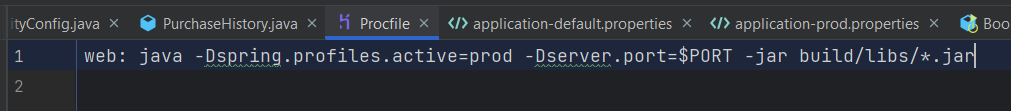 ityConfig.java × PurchaseHistory.java × Procfile × </> application-default.properties × </> application-prod.properties × Boo
1 web: java -Dspring.profiles.active=prod -Dserver.port=$PORT -jar build/libs/*.jar
2